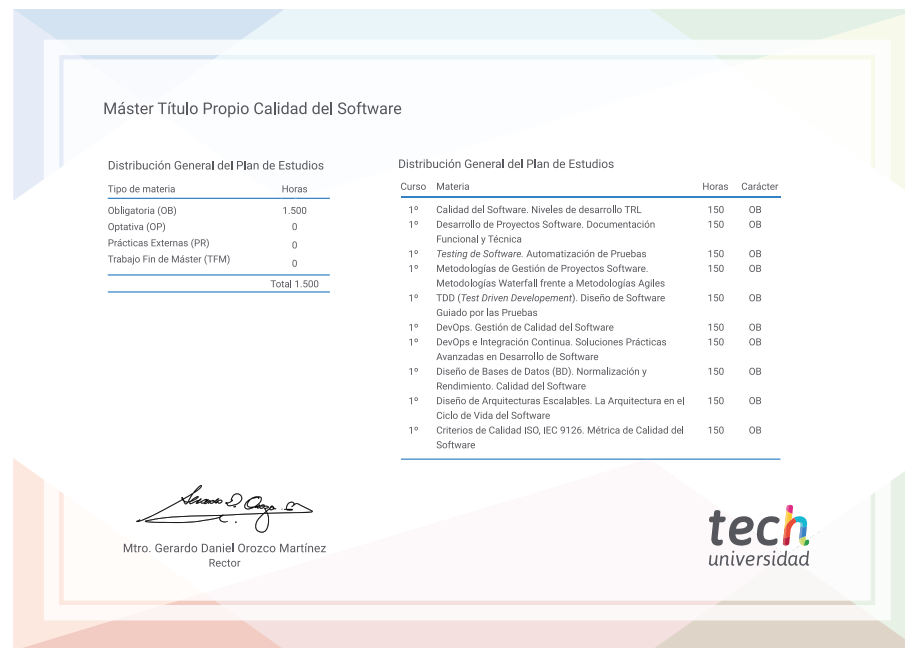 Máster Título Propio Calidad del Software
Distribución General del Plan de Estudios
Tipo de materia Horas
Obligatoria (OB) 1.500
Optativa (OP) 0
Prácticas Externas (PR) 0
Trabajo Fin de Máster (TFM) 0
Total 1.500
Distribución General del Plan de Estudios
Curso Materia Horas Carácter
1º Calidad del Software. Niveles de desarrollo TRL 150 OB
1º Desarrollo de Proyectos Software. Documentación 150 OB
Funcional y Técnica
1º Testing de Software. Automatización de Pruebas 150 OB
1º Metodologías de Gestión de Proyectos Software. 150 OB
Metodologías Waterfall frente a Metodologías Agiles
1º TDD (Test Driven Developement). Diseño de Software 150 OB
Guiado por las Pruebas
1º DevOps. Gestión de Calidad del Software 150 OB
1º DevOps e Integración Continua. Soluciones Prácticas 150 OB
Avanzadas en Desarrollo de Software
1º Diseño de Bases de Datos (BD). Normalización y 150 OB
Rendimiento. Calidad del Software
1º Diseño de Arquitecturas Escalables. La Arquitectura en el 150 OB
Ciclo de Vida del Software
1º Criterios de Calidad ISO, IEC 9126. Métrica de Calidad del 150 OB
Software
Mtro. Gerardo Daniel Orozco Martínez
Rector
tech
universidad